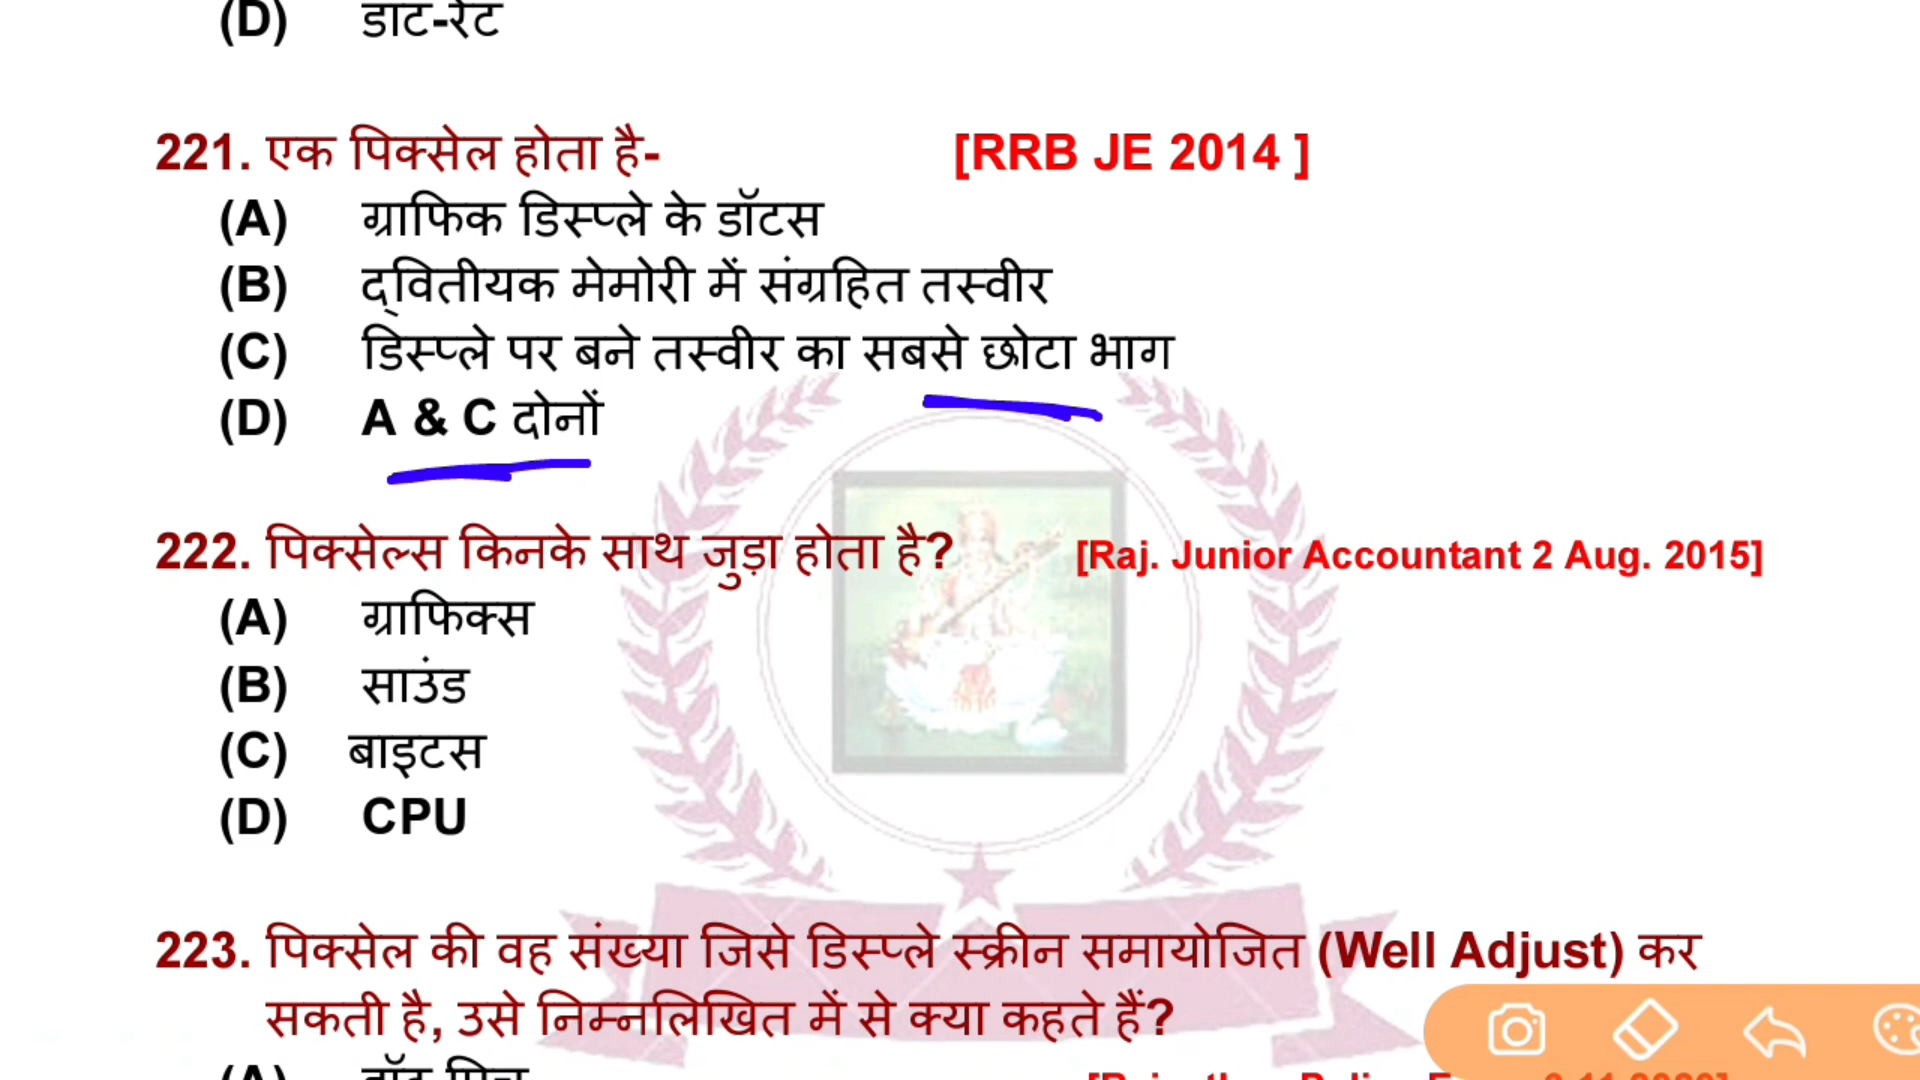 (D) डाट-रेट
221. एक पिक्सेल होता है- [RRB JE 2014 ]
(A) ग्राफिक डिस्प्ले के डॉटस
(B) द्वितीयक मेमोरी में संग्रहित तस्वीर
(C) डिस्प्ले पर बने तस्वीर का सबसे छोटा भाग
(D) A & C दोनों
222. पिक्सेल्स किनके साथ जुड़ा होता है? [Raj. Junior Accountant 2 Aug. 2015]
(A) ग्राफिक्स
(B) साउंड
(C) बाइटस
(D) CPU
223. पिक्सेल की वह संख्या जिसे डिस्प्ले स्क्रीन समायोजित (Well Adjust) कर
सकती है, उसे निम्नलिखित में से क्या कहते हैं?
(A) डॉट